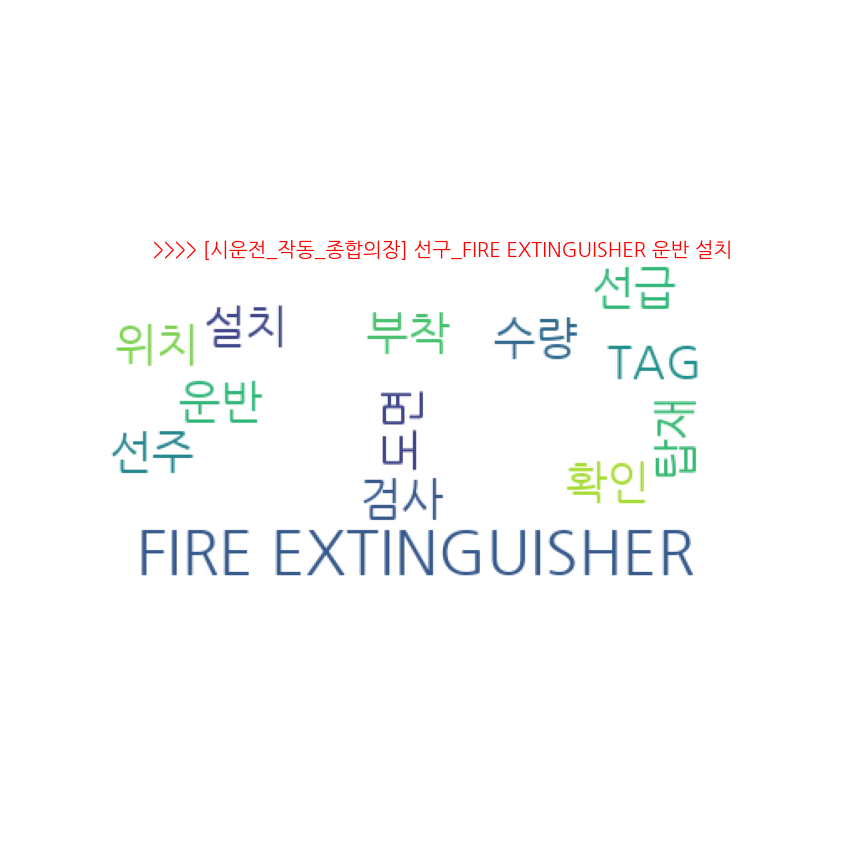 >>>> [시운전_작동_종합의장] 선구_FIRE EXTINGUISHER 운반 설치
선급
설치
위치
부착
수량
TAG
운반
도면
탑재
선주
확인
검사
FIRE EXTINGUISHER